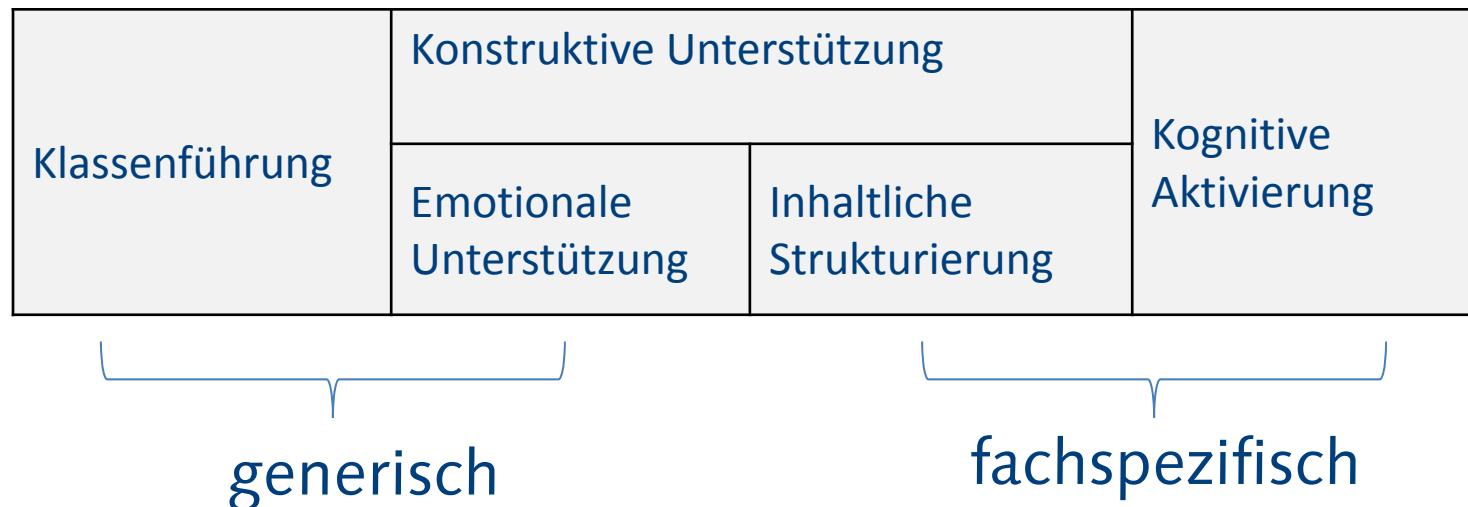 Klassenführung
Konstruktive Unterstützung
Emotionale
Unterstützung
Inhaltliche
Strukturierung
Kognitive
Aktivierung
generisch
fachspezifisch